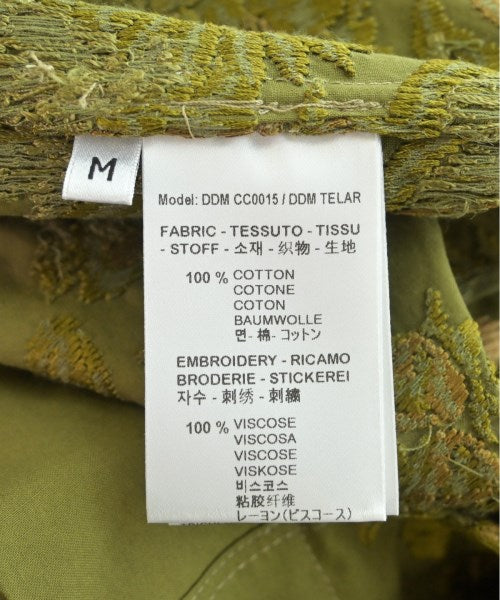 M
Model: DDM CC0015 / DDM TELAR
FABRIC - TESSUTO - TISSU
- STOFF - 소재 - 织物 - 生地
100 % COTTON
COTONE
COTON
BAUMWOLLE
면- 棉- コットン
EMBROIDERY - RICAMO
BRODERIE - STICKEREI
자수 - 刺绣 - 刺繍
100 % VISCOSE
VISCOSA
VISCOSE
VISKOSE
비스코스
粘胶纤维
レーヨン(ビスコース)